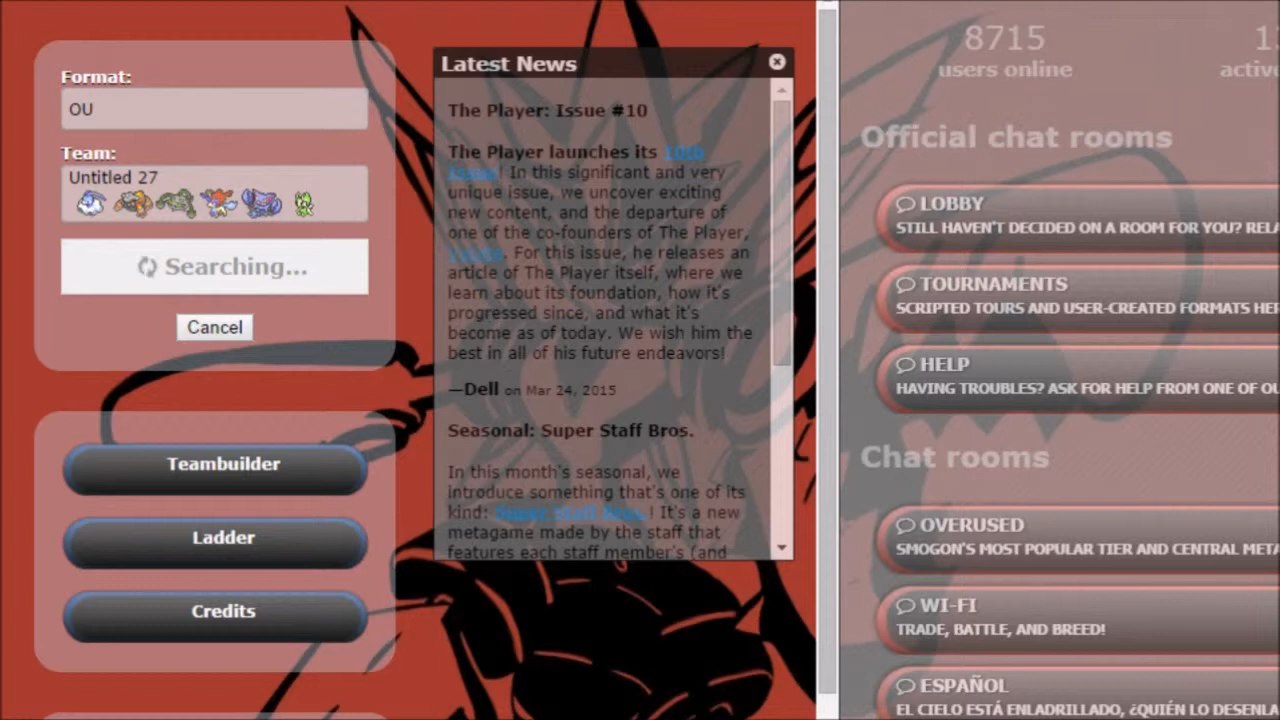 Format:
OU
Team:
Untitled 27
Searching...
Cancel
Teambuilder
Ladder
Credits
Latest News
The Player: Issue #10
The Player launches its 10th
Issue! In this significant and very
unique issue, we uncover exciting
new content, and the departure of
one of the co-founders of The Player,
. For this issue, he releases an
article of The Player itself, where we
learn about its foundation, how it's
progressed since, and what it's
become as of today. We wish him the
best in all of his future endeavors!
—Dell on Mar 24, 2015
Seasonal: Super Staff Bros.
In this month's seasonal, we
introduce something that's one of its
kind: Super Staff Bros.! It's a new
metagame made by the staff that
features each staff member's (and
8715
users online
Official chat rooms
LOBBY
STILL HAVEN'T DECIDED ON A ROOM FOR YOU? RELA
TOURNAMENTS
SCRIPTED TOURS AND USER-CREATED FORMATS HE
HELP
HAVING TROUBLES? ASK FOR HELP FROM ONE OF OU
Chat rooms
OVERUSED
SMOGON'S MOST POPULAR TIER AND CENTRAL META
WI-FI
TRADE, BATTLE, AND BREED!
ESPAÑOL
EL CIELO ESTÁ ENLADRILLADO, ¿QUIÉN LO DESENLA